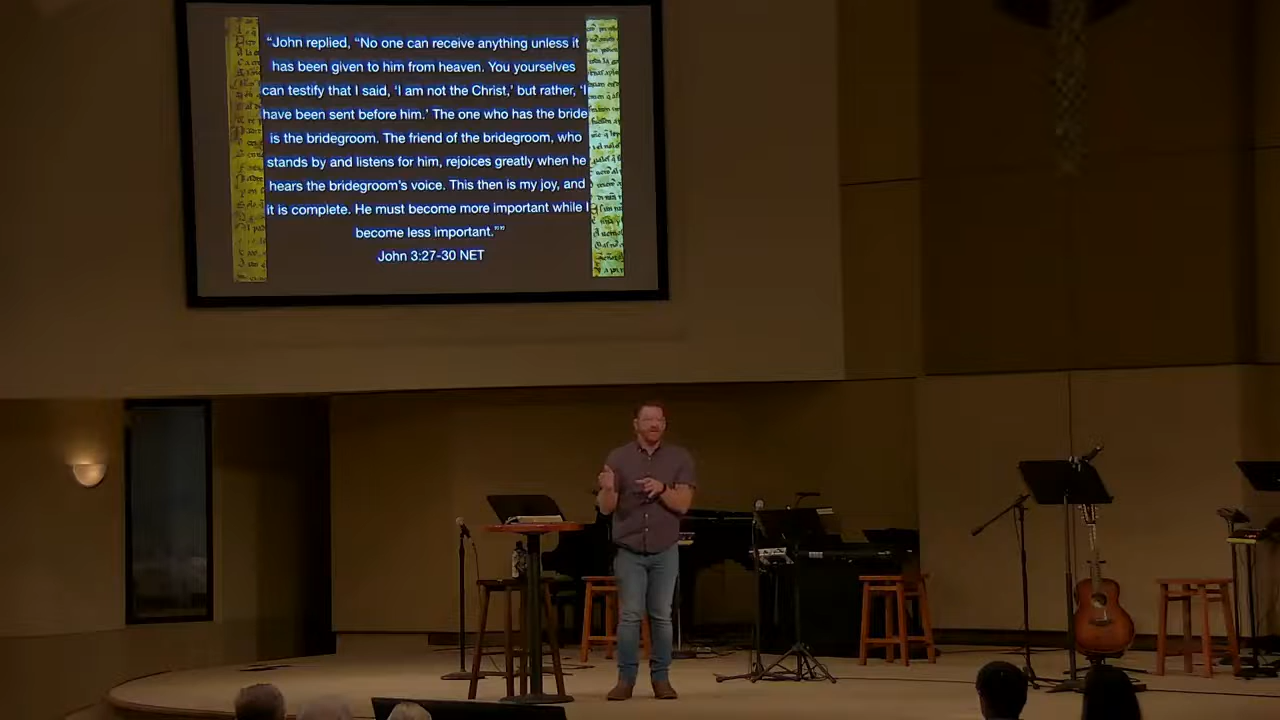 “John replied, “No one can receive anything unless it
has been given to him from heaven. You yourselves
can testify that I said, ‘I am not the Christ,’ but rather, ‘I
have been sent before him.’ The one who has the bride
is the bridegroom. The friend of the bridegroom, who
stands by and listens for him, rejoices greatly when he
hears the bridegroom’s voice. This then is my joy, and
it is complete. He must become more important while I
become less important.””
John 3:27-30 NET